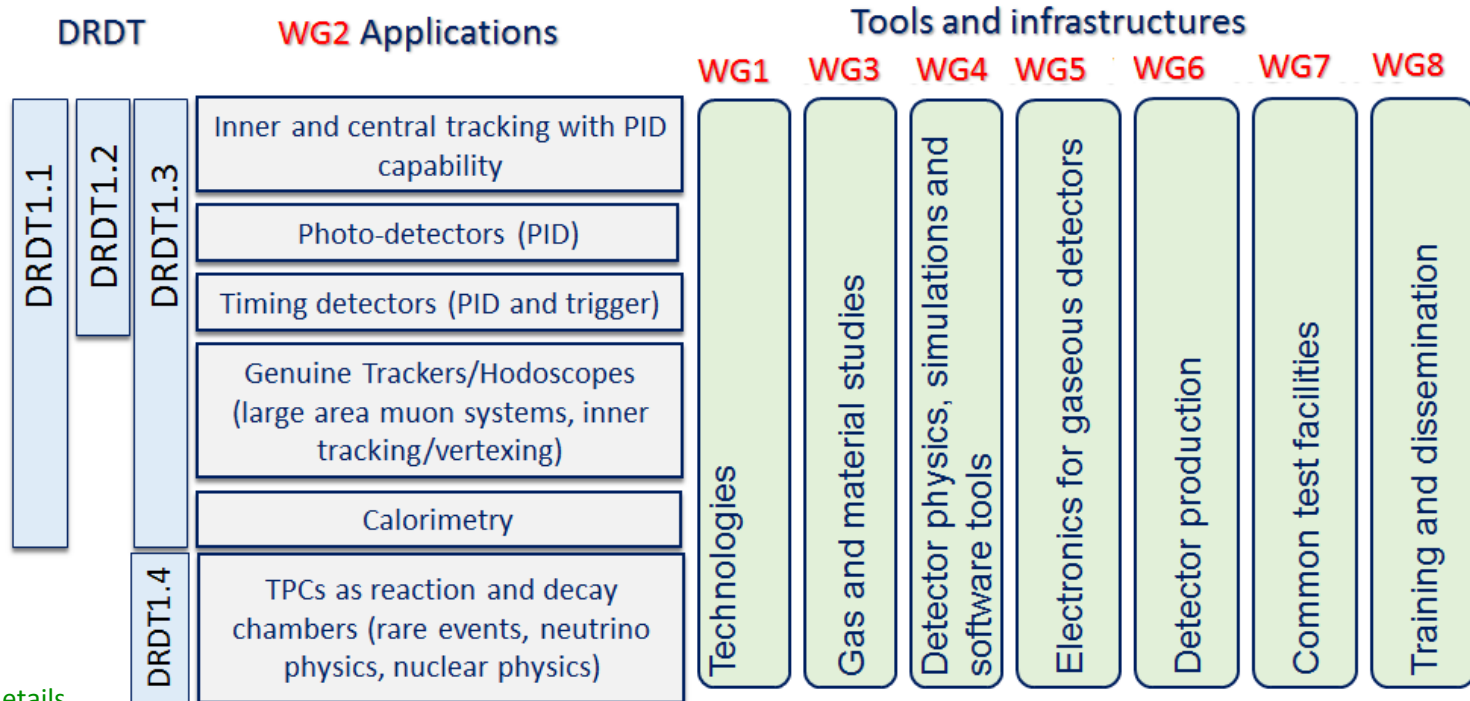 DRDT
WG2 Applications
Tools and infrastructures
WG1
WG3
WG4
WG5
WG6
WG7
WG8
DRDT1.1
DRDT1.2
DRDT1.3
DRDT1.4
Inner and central tracking with PID
capability
Photo-detectors (PID)
Timing detectors (PID and trigger)
Genuine Trackers/Hodoscopes
(large area muon systems, inner
tracking/vertexing)
Calorimetry
TPCs as reaction and decay
chambers (rare events, neutrino
physics, nuclear physics)
Technologies
Gas and material studies
Detector physics, simulations and
software tools
Electronics for gaseous detectors
Detector production
Common test facilities
Training and dissemination
etails